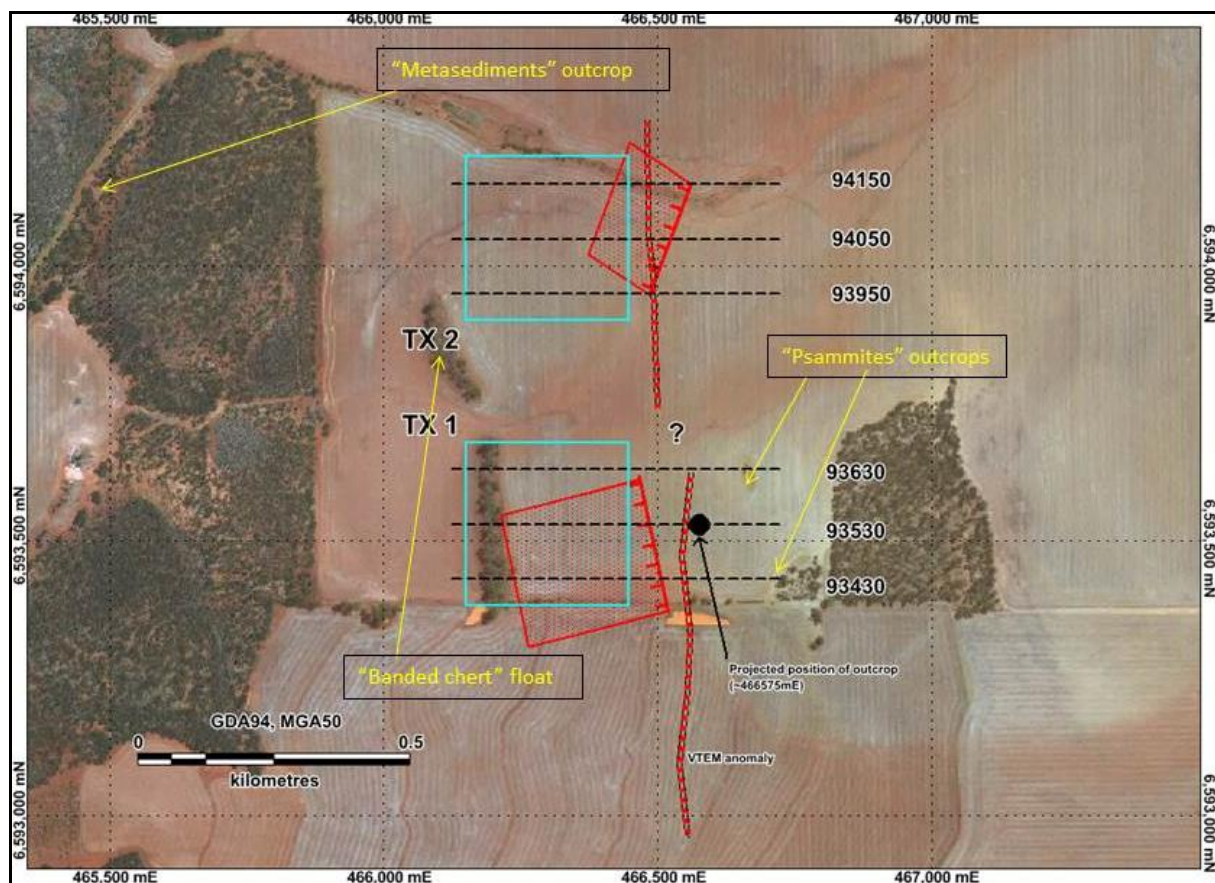 465,500 mE 466,000 mE 466,500 mE 467,000 mE
“Metasediments” outcrop
94150
94050
6,594,000 mN
6,594,000 mN
93950
TX 2
“Psammites” outcrops
TX 1
?
93630
93530
6,593,500 mN
6,593,500 mN
93430
“Banded chert” float
Projected position of outcrop
(~466575mE)
GDA94, MGA50
0 0.5
kilometres
VTEM anomaly
6,593,000 mN
6,593,000 mN
465,500 mE 466,000 mE 466,500 mE 467,000 mE